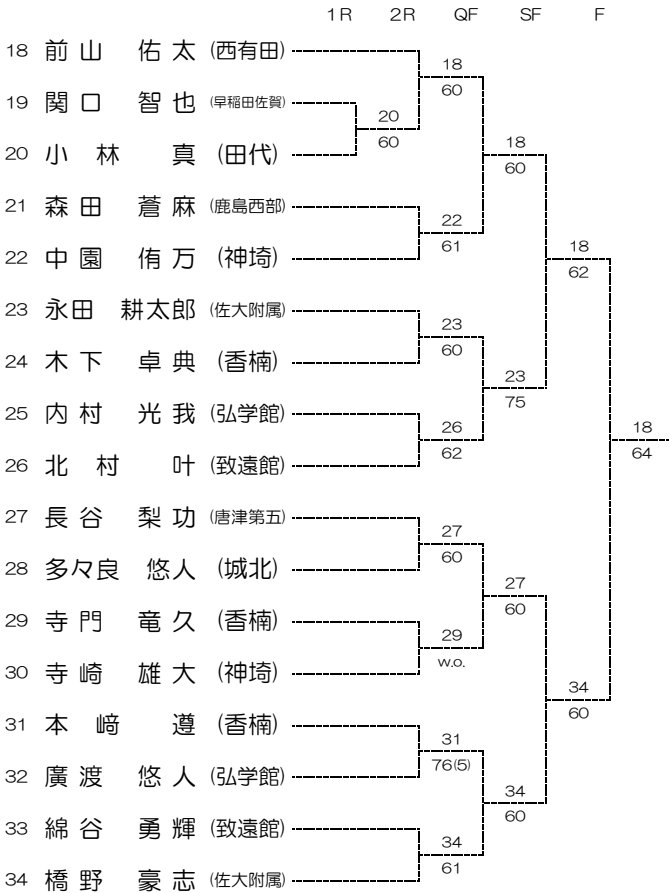 1R 2R QF SF F
18 前山 佑太 (西有田)
18
60
19 関口 智也 (早稲田佐賀)
20
60
18
60
20 小林 真 (田代)
21 森田 蒼麻 (鹿島西部)
22
61
22 中園 侑万 (神埼)
18
62
23 永田 耕太郎 (佐大附属)
23
60
24 木下 卓典 (香楠)
23
75
25 内村 光我 (弘学館)
26
62
18
64
26 北村 叶 (致遠館)
27 長谷 梨功 (唐津第五)
27
60
28 多々良 悠人 (城北)
27
60
29 寺門 竜久 (香楠)
29
w.o.
30 寺崎 雄大 (神埼)
34
60
31 本﨑 遵 (香楠)
31
76(5)
32 廣渡 悠人 (弘学館)
34
60
33 綿谷 勇輝 (致遠館)
34
61
34 橋野 豪志 (佐大附属)